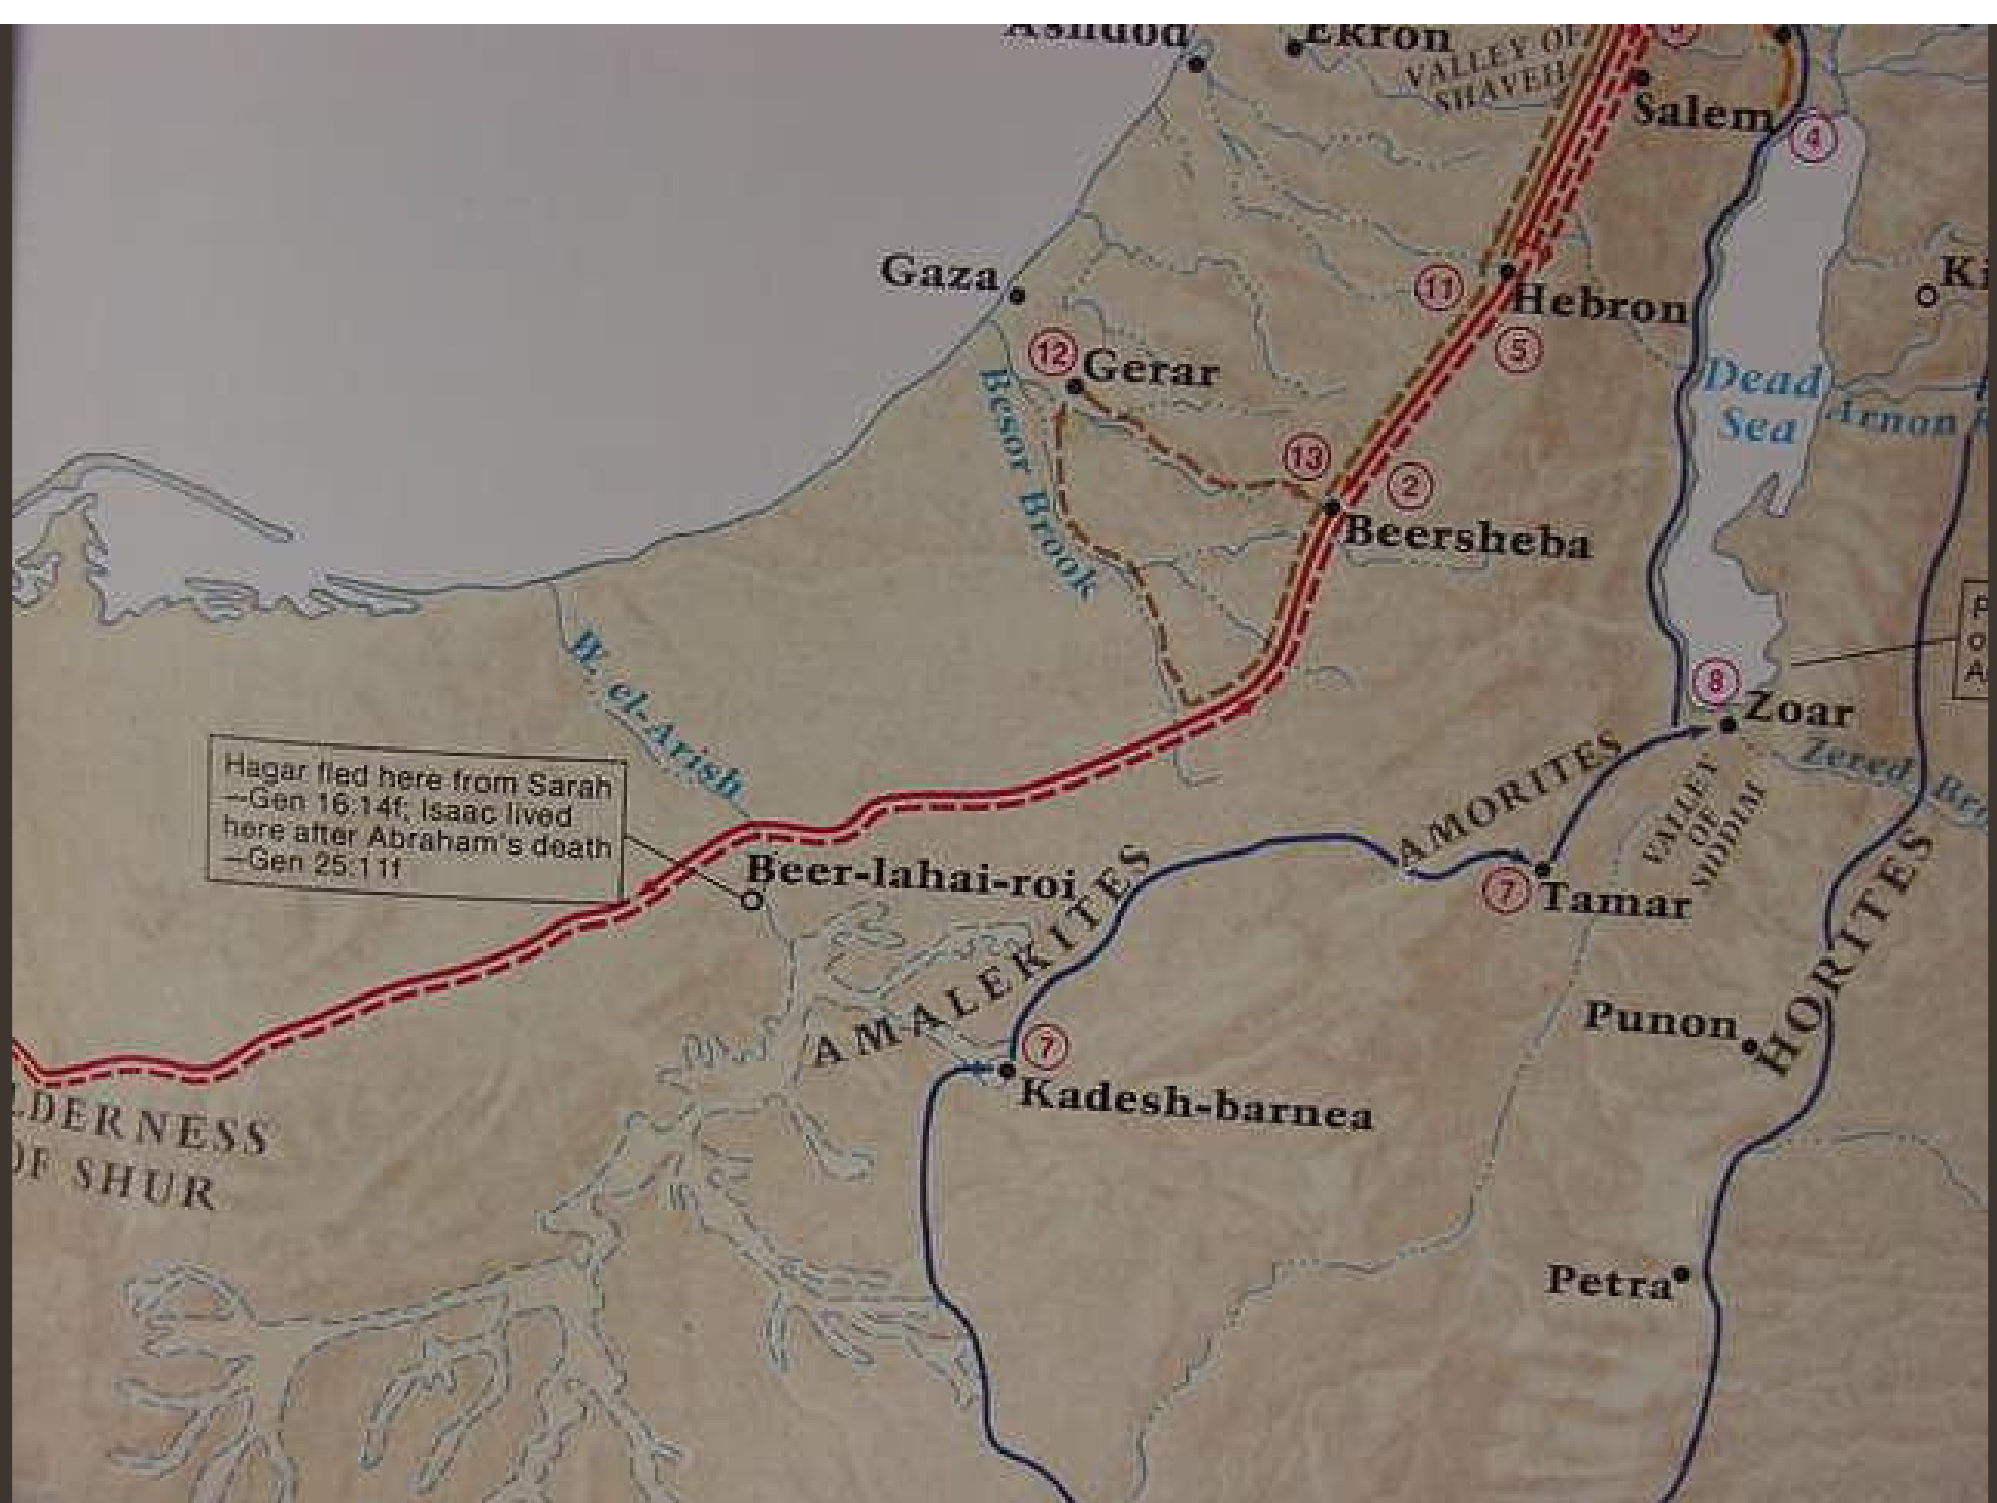 Ashdod
Ekron
VALLEY OF
SHAVEH
Salem
4
Gaza
11
Hebron
5
12
Gerar
Dead
Sea
Arnon
Besor Brook
13
2
Beersheba
W. el-Arish
8
Zoar
Zered
Hagar fled here from Sarah
—Gen 16:14f; Isaac lived
here after Abraham's death
—Gen 25:11f
Beer-lahai-roi
AMORITES
VALLEY
OF
SIDDIM
7
Tamar
AMALEKITES
HORITES
Punon
7
Kadesh-barnea
LDERNESS
OF SHUR
Petra